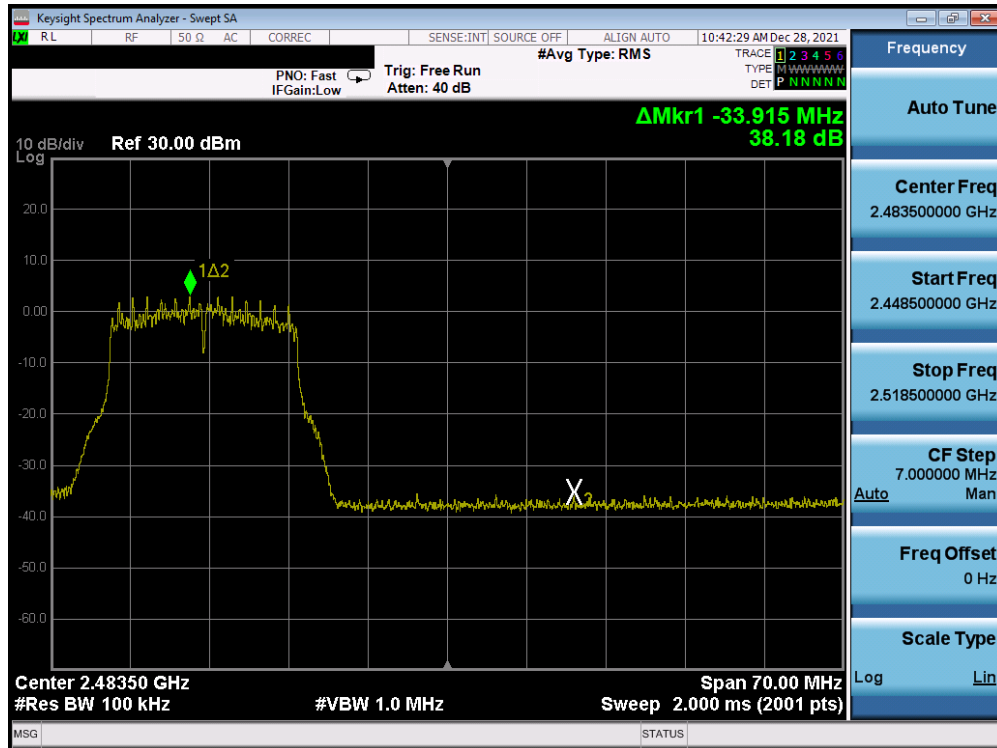 Keysight Spectrum Analyzer - Swept SA
LXI RL RF 50 Ω AC CORREC SENSE:INT SOURCE OFF ALIGN AUTO 10:42:29 AM Dec 28, 2021
#Avg Type: RMS
TRACE 1 2 3 4 5 6
TYPE M W W W W W
DET P N N N N N
PNO: Fast
IFGain:Low
Trig: Free Run
Atten: 40 dB
ΔMkr1 -33.915 MHz
38.18 dB
10 dB/div
Log
Ref 30.00 dBm
20.0
10.0
0.00
-10.0
-20.0
-30.0
-40.0
-50.0
-60.0
1Δ2
X2
Center 2.48350 GHz
Span 70.00 MHz
#Res BW 100 kHz
#VBW 1.0 MHz
Sweep 2.000 ms (2001 pts)
MSG
STATUS
Frequency
Auto Tune
Center Freq
2.483500000 GHz
Start Freq
2.448500000 GHz
Stop Freq
2.518500000 GHz
CF Step
7.000000 MHz
Auto Man
Freq Offset
0 Hz
Scale Type
Log Lin